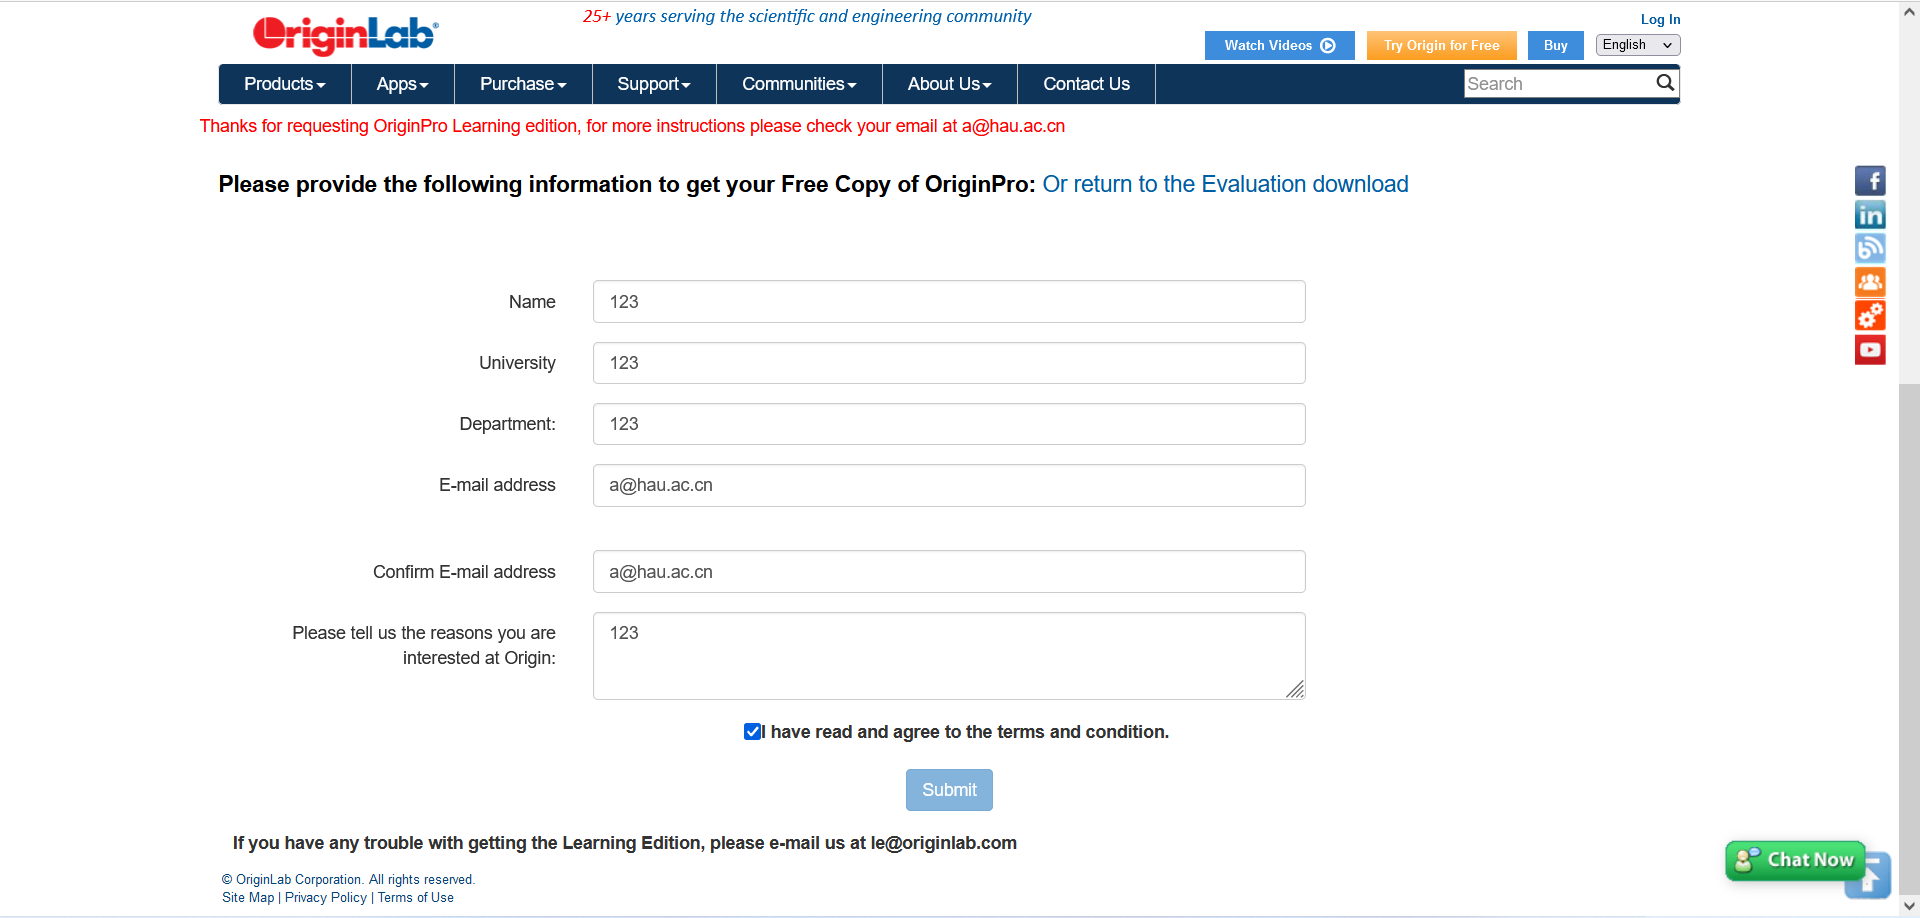 OriginLab®
25+ years serving the scientific and engineering community
Log In
Watch Videos
Try Origin for Free
Buy
English
Products
Apps
Purchase
Support
Communities
About Us
Contact Us
Search
Thanks for requesting OriginPro Learning edition, for more instructions please check your email at a@hau.ac.cn
Please provide the following information to get your Free Copy of OriginPro: Or return to the Evaluation download
Name
123
University
123
Department:
123
E-mail address
a@hau.ac.cn
Confirm E-mail address
a@hau.ac.cn
Please tell us the reasons you are
interested at Origin:
123
I have read and agree to the terms and condition.
Submit
If you have any trouble with getting the Learning Edition, please e-mail us at le@originlab.com
© OriginLab Corporation. All rights reserved.
Site Map | Privacy Policy | Terms of Use
Chat Now
f
in
b